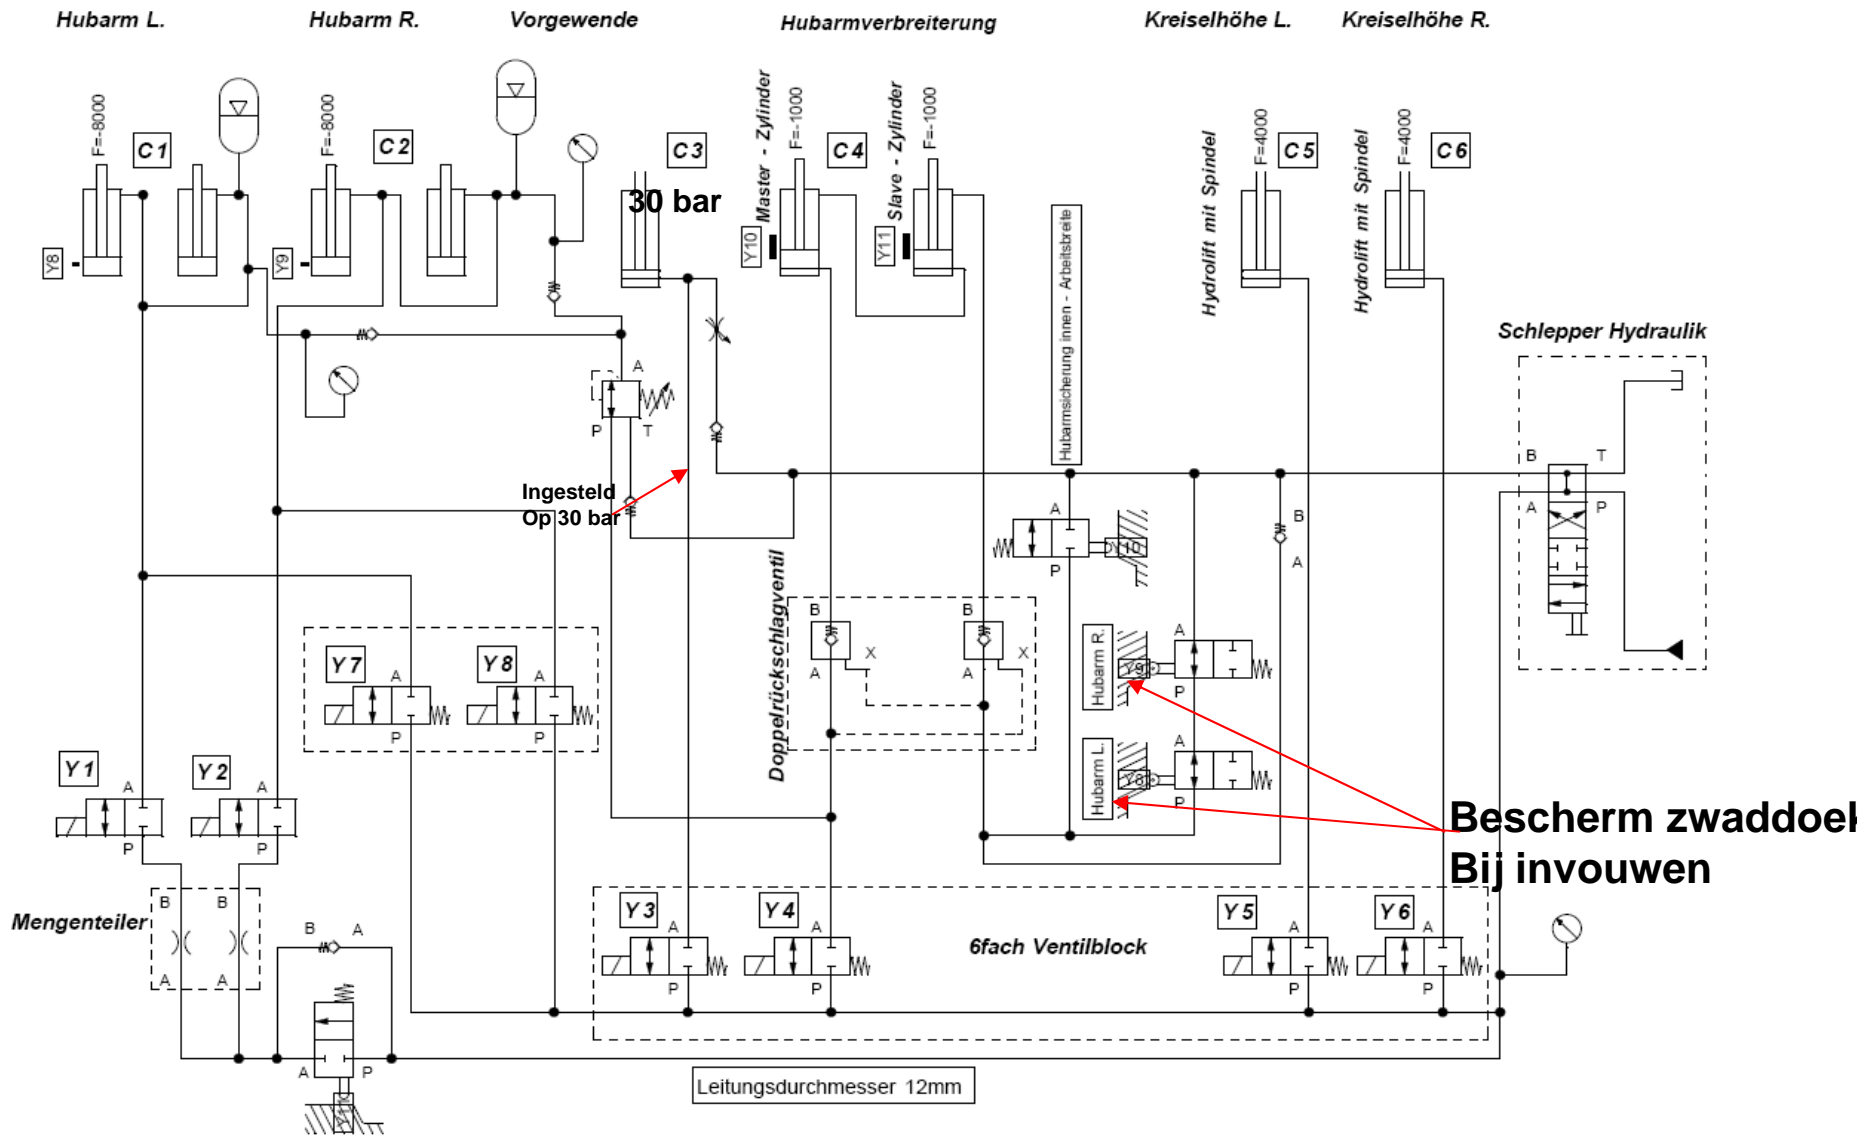 Hubarm L.
Hubarm R.
Vorgewende
Hubarmverbreiterung
Kreiselhöhe L.
Kreiselhöhe R.
F=-8000
C1
F=-8000
C2
C3
Master - Zylinder
F=-1000
C4
Slave - Zylinder
F=-1000
Hydrolift mit Spindel
F=4000
C5
Hydrolift mit Spindel
F=4000
C6
30 bar
Y8
Y9
Y10
Y11
Hubarmsicherung innen - Arbeitsbreite
Schlepper Hydraulik
A
P
T
B
T
A
P
Ingesteld
Op 30 bar
A
Y10
P
B
A
Doppelrückschlagventil
B
X
A
B
X
A
Hubarm R.
A
Y9
P
Hubarm L.
A
Y8
P
Y7
A
P
Y8
A
P
Y1
A
P
Y2
A
P
Bescherm zwaddoek
Bij invouwen
Mengenteiler
B
B
A
A
B
A
A
P
Y11
Y3
A
P
Y4
A
P
6fach Ventilblock
Y5
A
P
Y6
A
P
Leitungsdurchmesser 12mm